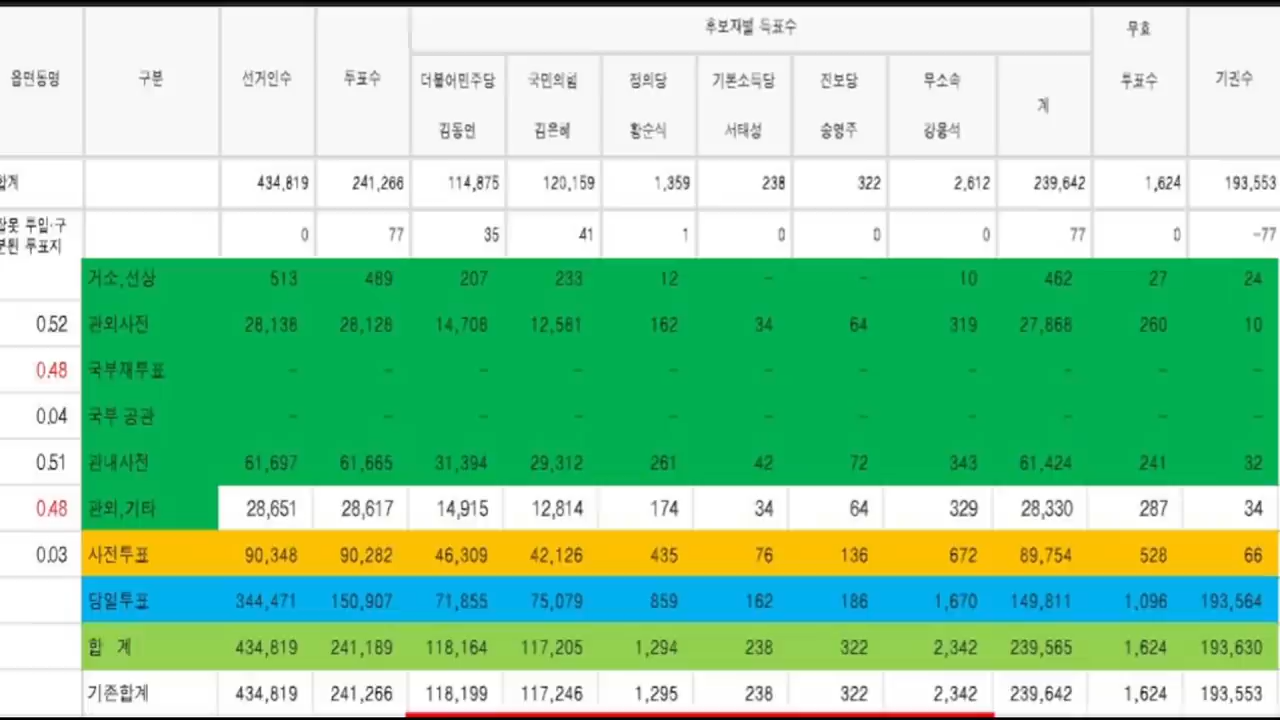 후보자별 득표수
무효
읍면동명 구분 선거인수 투표수 더불어민주당 국민의힘 정의당 기본소득당 진보당 무소속 계 투표수 기권수
김동연 김은혜 황순식 서태성 송영주 강용석
합계 434,819 241,266 114,875 120,159 1,359 238 322 2,612 239,642 1,624 193,553
잘못 투입·구
분된 투표지 0 77 35 41 1 0 0 0 77 0 -77
거소,선상 513 489 207 233 12 - - 10 462 27 24
0.52 관외사전 28,138 28,128 14,708 12,581 162 34 64 319 27,868 260 10
0.48 국부재투표 - - - - - - - - - - -
0.04 국부 공관 - - - - - - - - - - -
0.51 관내사전 61,697 61,665 31,394 29,312 261 42 72 343 61,424 241 32
0.48 관외,기타 28,651 28,617 14,915 12,814 174 34 64 329 28,330 287 34
0.03 사전투표 90,348 90,282 46,309 42,126 435 76 136 672 89,754 528 66
당일투표 344,471 150,907 71,855 75,079 859 162 186 1,670 149,811 1,096 193,564
합 계 434,819 241,189 118,164 117,205 1,294 238 322 2,342 239,565 1,624 193,630
기존합계 434,819 241,266 118,199 117,246 1,295 238 322 2,342 239,642 1,624 193,553